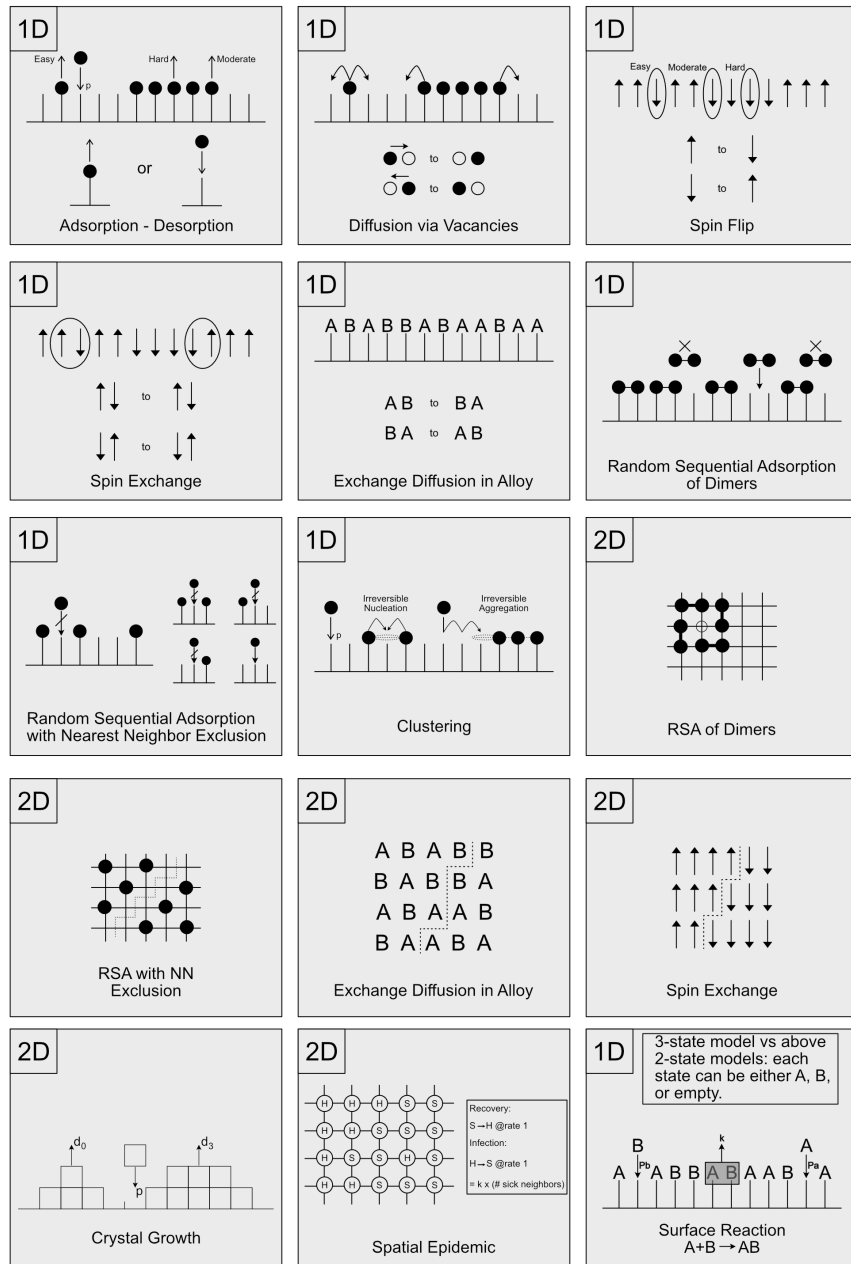 1D
Easy
p
Hard
Moderate
or
Adsorption - Desorption
1D
to
to
Diffusion via Vacancies
1D
Easy Moderate Hard
to
to
Spin Flip
1D
to
to
Spin Exchange
1D
A B A B B A B A A B A A
A B to B A
B A to A B
Exchange Diffusion in Alloy
1D
Random Sequential Adsorption
of Dimers
1D
Random Sequential Adsorption
with Nearest Neighbor Exclusion
1D
Irreversible
Nucleation
Irreversible
Aggregation
p
Clustering
2D
RSA of Dimers
2D
RSA with NN
Exclusion
2D
A B A B B
B A B B A
A B A A B
B A A B A
Exchange Diffusion in Alloy
2D
Spin Exchange
2D
d0
d3
p
Crystal Growth
2D
H H H S S
H H S S S
H S S S S
H H S S S
Recovery:
S→H @rate 1
Infection:
H→S @rate 1
= k x (# sick neighbors)
Spatial Epidemic
1D
3-state model vs above
2-state models: each
state can be either A, B,
or empty.
B k A
A Pb A B B A B A A B Pa A
Surface Reaction
A+B→AB